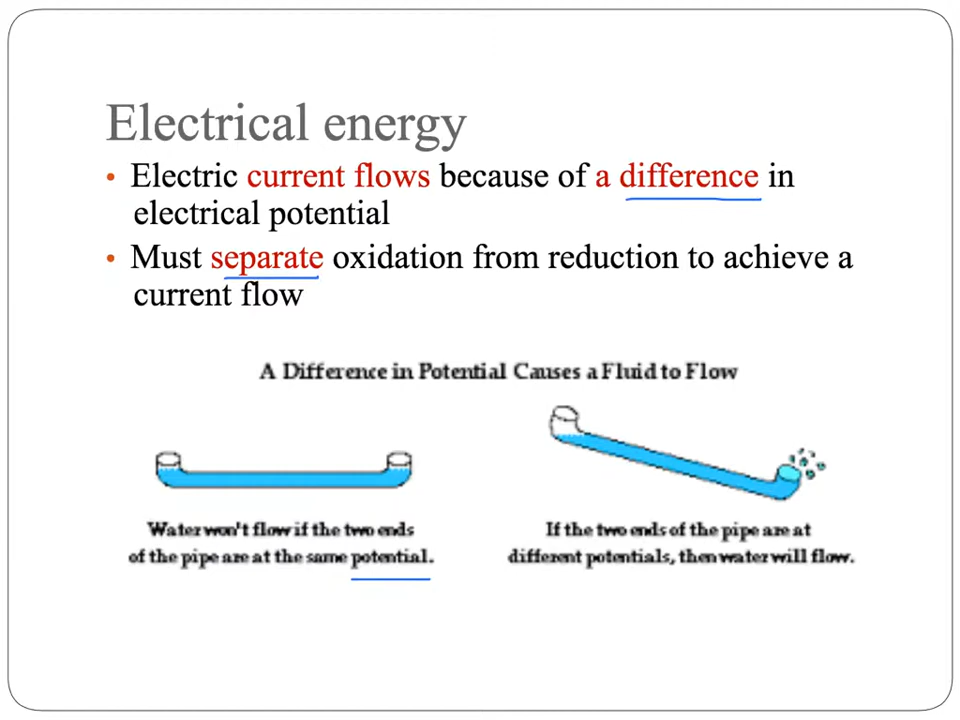 Electrical energy
• Electric current flows because of a difference in
electrical potential
• Must separate oxidation from reduction to achieve a
current flow
A Difference in Potential Causes a Fluid to Flow
Water won't flow if the two ends
of the pipe are at the same potential.
If the two ends of the pipe are at
different potentials, then water will flow.